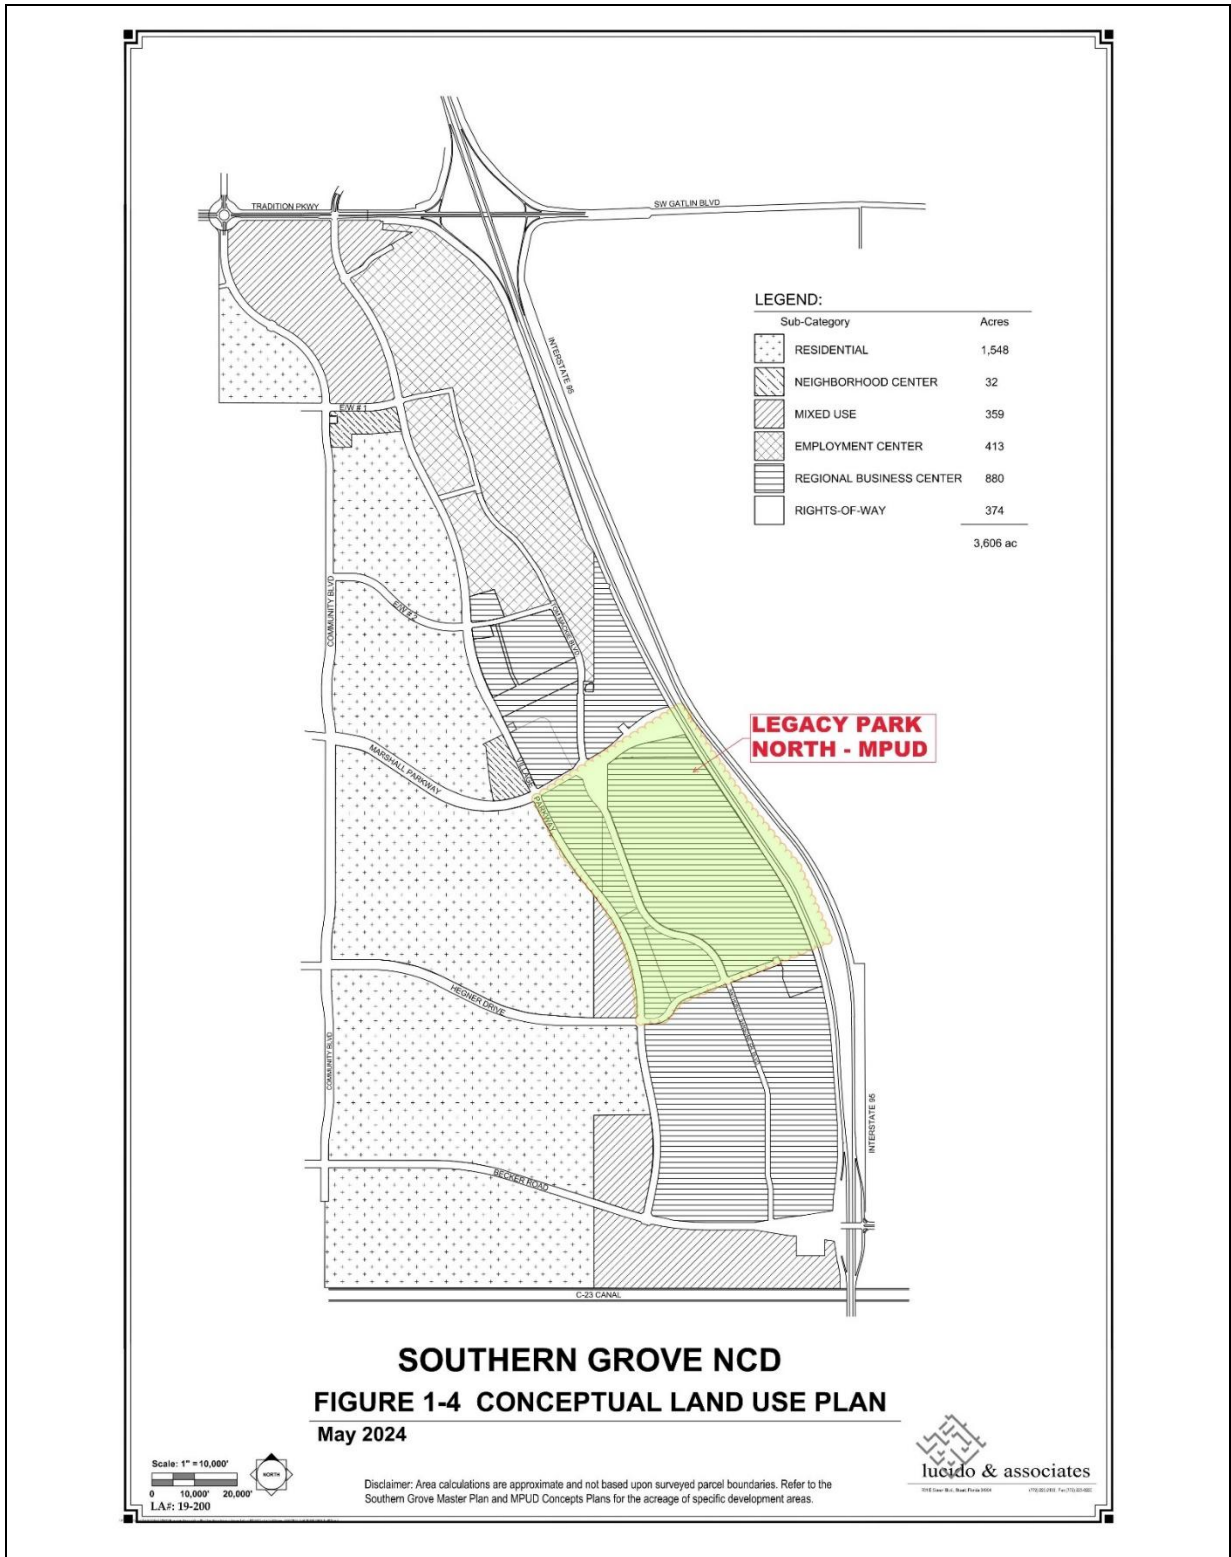 TRADITION PKWY
SW GATLIN BLVD
INTERSTATE 95
LEGEND:
Sub-Category Acres
RESIDENTIAL 1,548
NEIGHBORHOOD CENTER 32
MIXED USE 359
EMPLOYMENT CENTER 413
REGIONAL BUSINESS CENTER 880
RIGHTS-OF-WAY 374
3,606 ac
E/W # 1
COMMUNITY BLVD
E/W # 2
TOM MACKIE BLVD
LEGACY PARK
NORTH - MPUD
MARSHALL PARKWAY
VILLAGE
PARKWAY
HEGNER DRIVE
COMMUNITY BLVD
INTERSTATE 95
BECKER ROAD
C-23 CANAL
SOUTHERN GROVE NCD
FIGURE 1-4 CONCEPTUAL LAND USE PLAN
May 2024
Scale: 1" = 10,000'
0 10,000' 20,000'
LA#: 19-200
NORTH
Disclaimer: Area calculations are approximate and not based upon surveyed parcel boundaries. Refer to the
Southern Grove Master Plan and MPUD Concepts Plans for the acreage of specific development areas.
lucido & associates